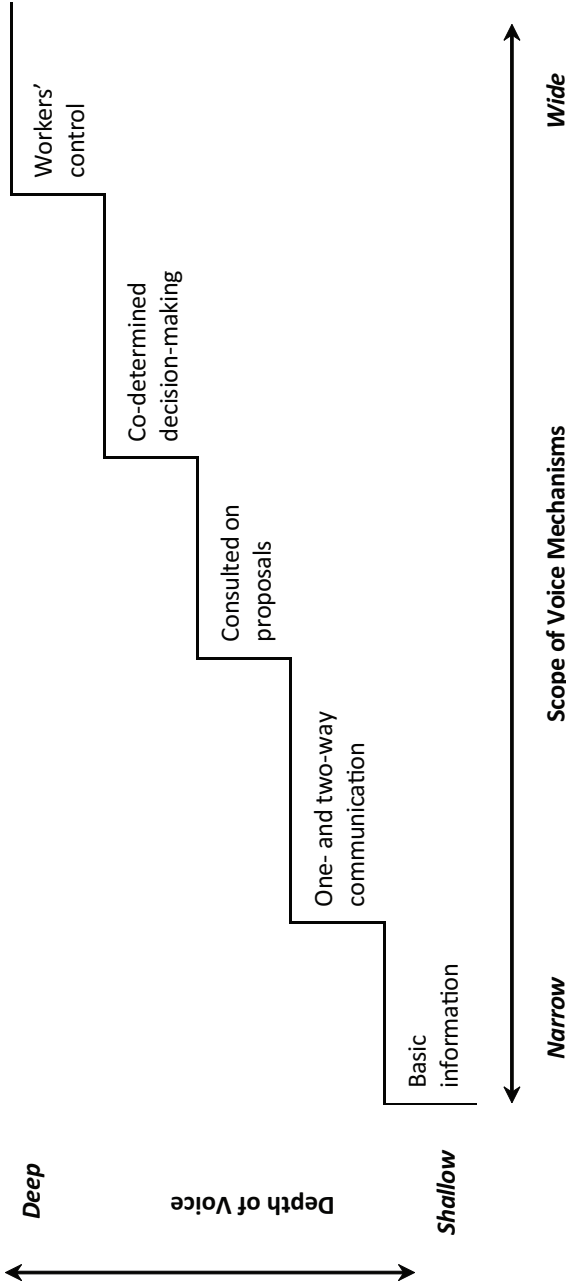 Deep
Depth of Voice
Shallow
Workers’
control
Co-determined
decision-making
Consulted on
proposals
One- and two-way
communication
Basic
information
Narrow
Scope of Voice Mechanisms
Wide